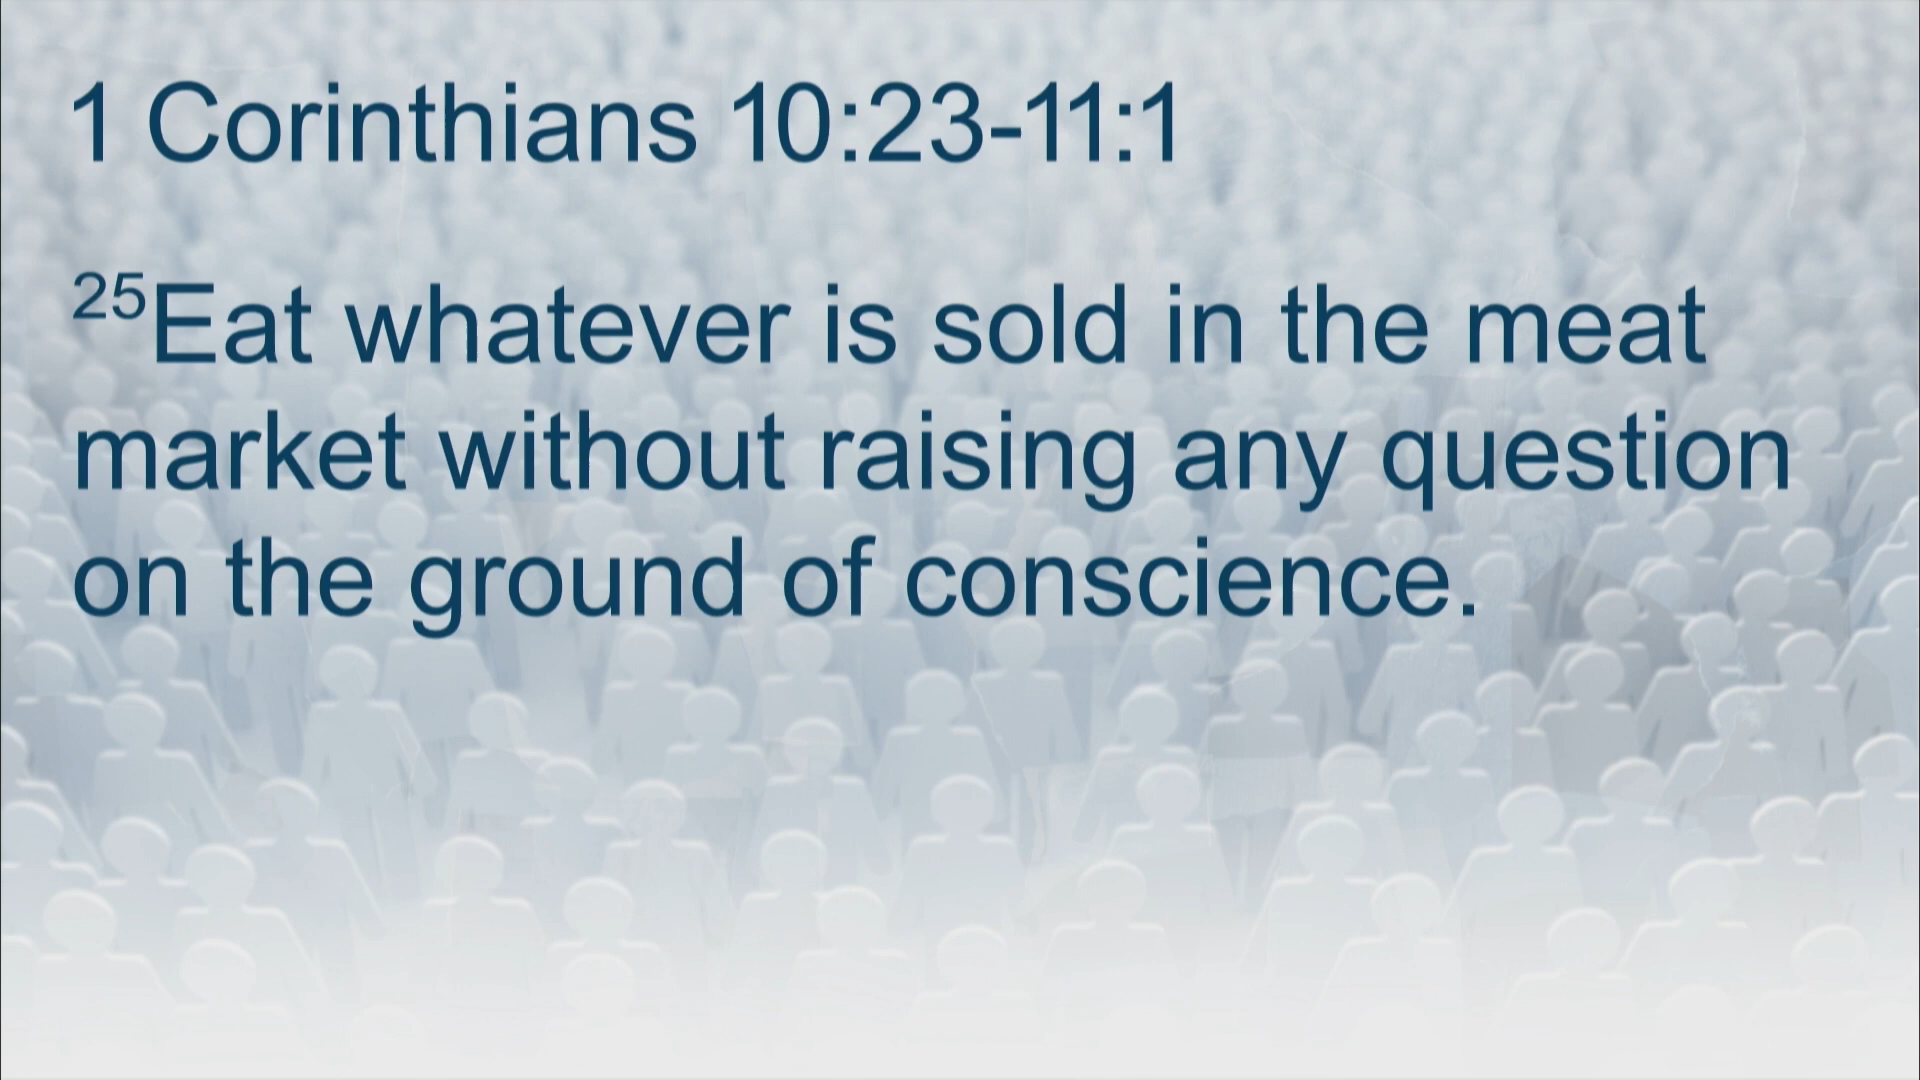 1 Corinthians 10:23-11:1
25Eat whatever is sold in the meat
market without raising any question
on the ground of conscience.